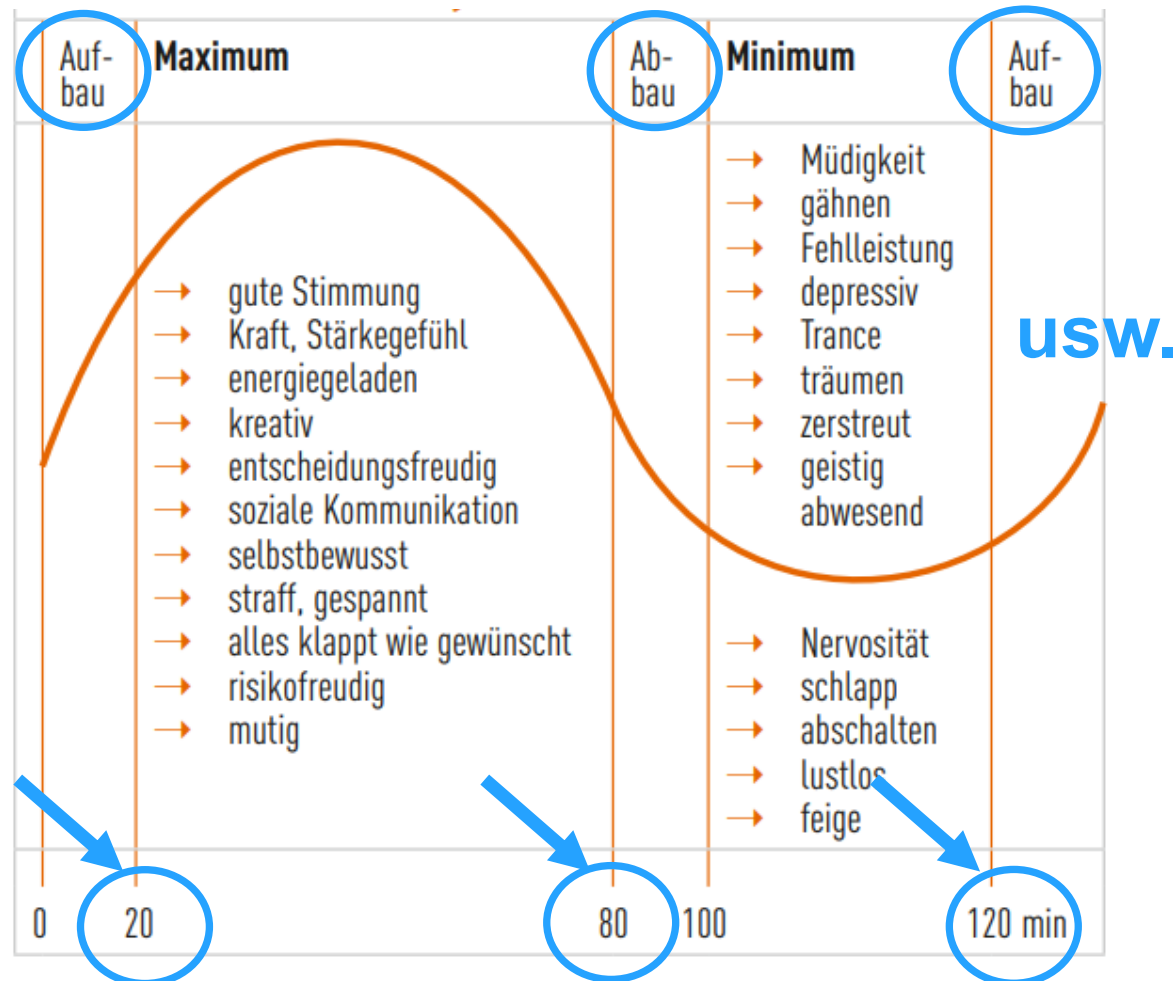 Auf-
bau
Maximum
Ab-
bau
Minimum
Auf-
bau
→ gute Stimmung
→ Kraft, Stärkegefühl
→ energiegeladen
→ kreativ
→ entscheidungsfreudig
→ soziale Kommunikation
→ selbstbewusst
→ straff, gespannt
→ alles klappt wie gewünscht
→ risikofreudig
→ mutig
→ Müdigkeit
→ gähnen
→ Fehlleistung
→ depressiv
→ Trance
→ träumen
→ zerstreut
→ geistig
abwesend
→ Nervosität
→ schlapp
→ abschalten
→ lustlos
→ feige
usw.
0 20 80 100 120 min